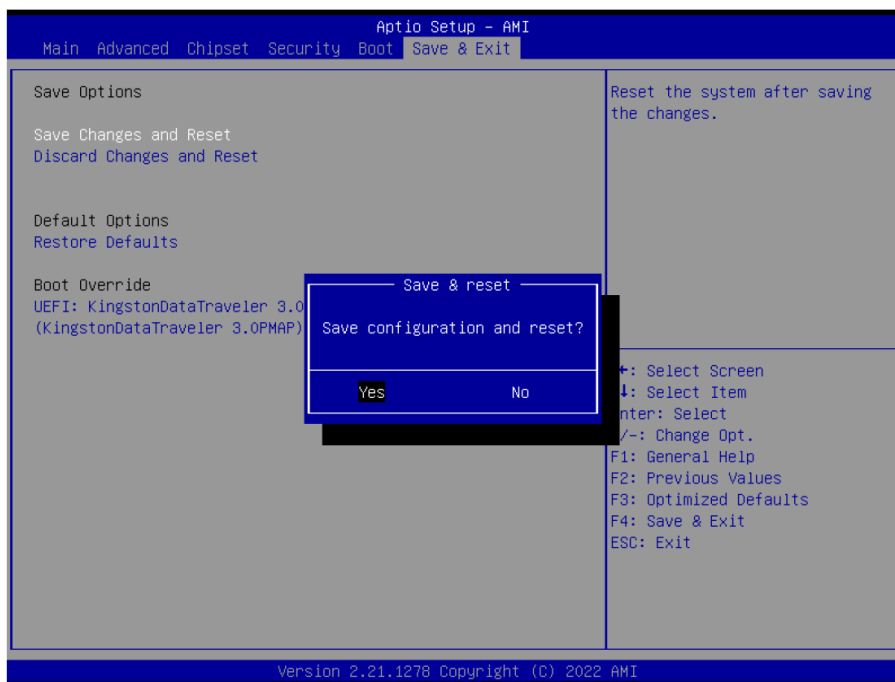 Aptio Setup – AMI
Main Advanced Chipset Security Boot Save & Exit
Save Options
Save Changes and Reset
Discard Changes and Reset
Default Options
Restore Defaults
Boot Override
UEFI: KingstonDataTraveler 3.0
(KingstonDataTraveler 3.0PMAP)
Save & reset
Save configuration and reset?
Yes No
Reset the system after saving
the changes.
: Select Screen
↓: Select Item
nter: Select
/-: Change Opt.
F1: General Help
F2: Previous Values
F3: Optimized Defaults
F4: Save & Exit
ESC: Exit
Version 2.21.1278 Copyright (C) 2022 AMI